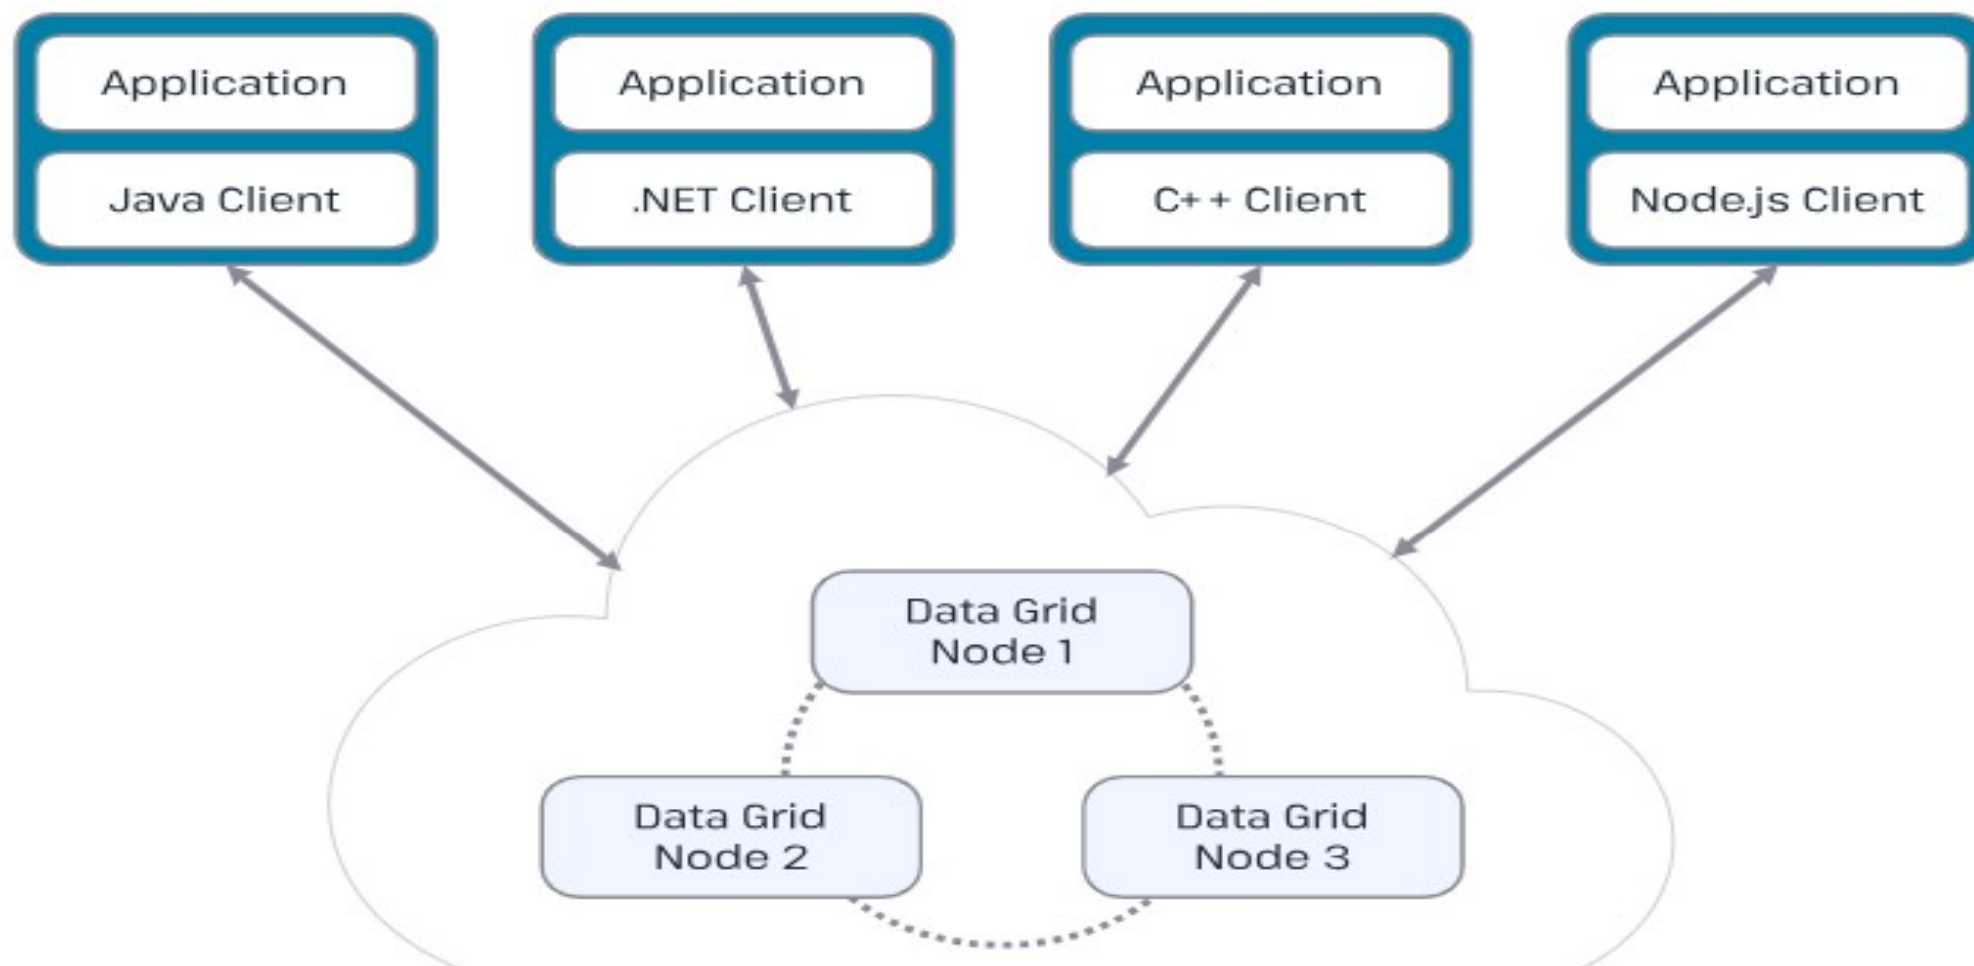 Application
Application
Application
Application
Java Client
.NET Client
C++ Client
Node.js Client
Data Grid
Node 1
Data Grid
Node 2
Data Grid
Node 3